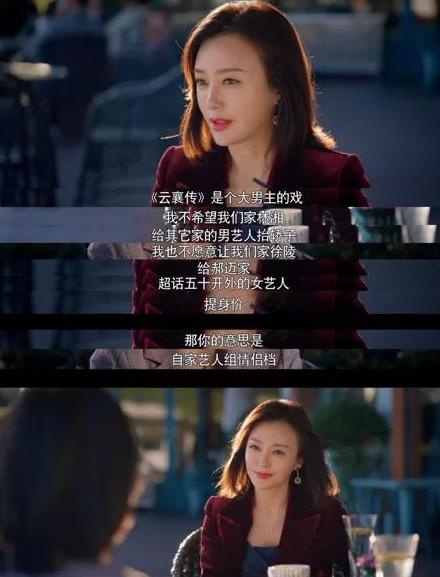 《云襄传》是个大男主的戏
我不希望我们家林相
给其它家的男艺人抬轿子
我也不愿意让我们家徐陵
给郝迈家
超话五十开外的女艺人
提身价
那你的意思是
自家艺人组情侣档